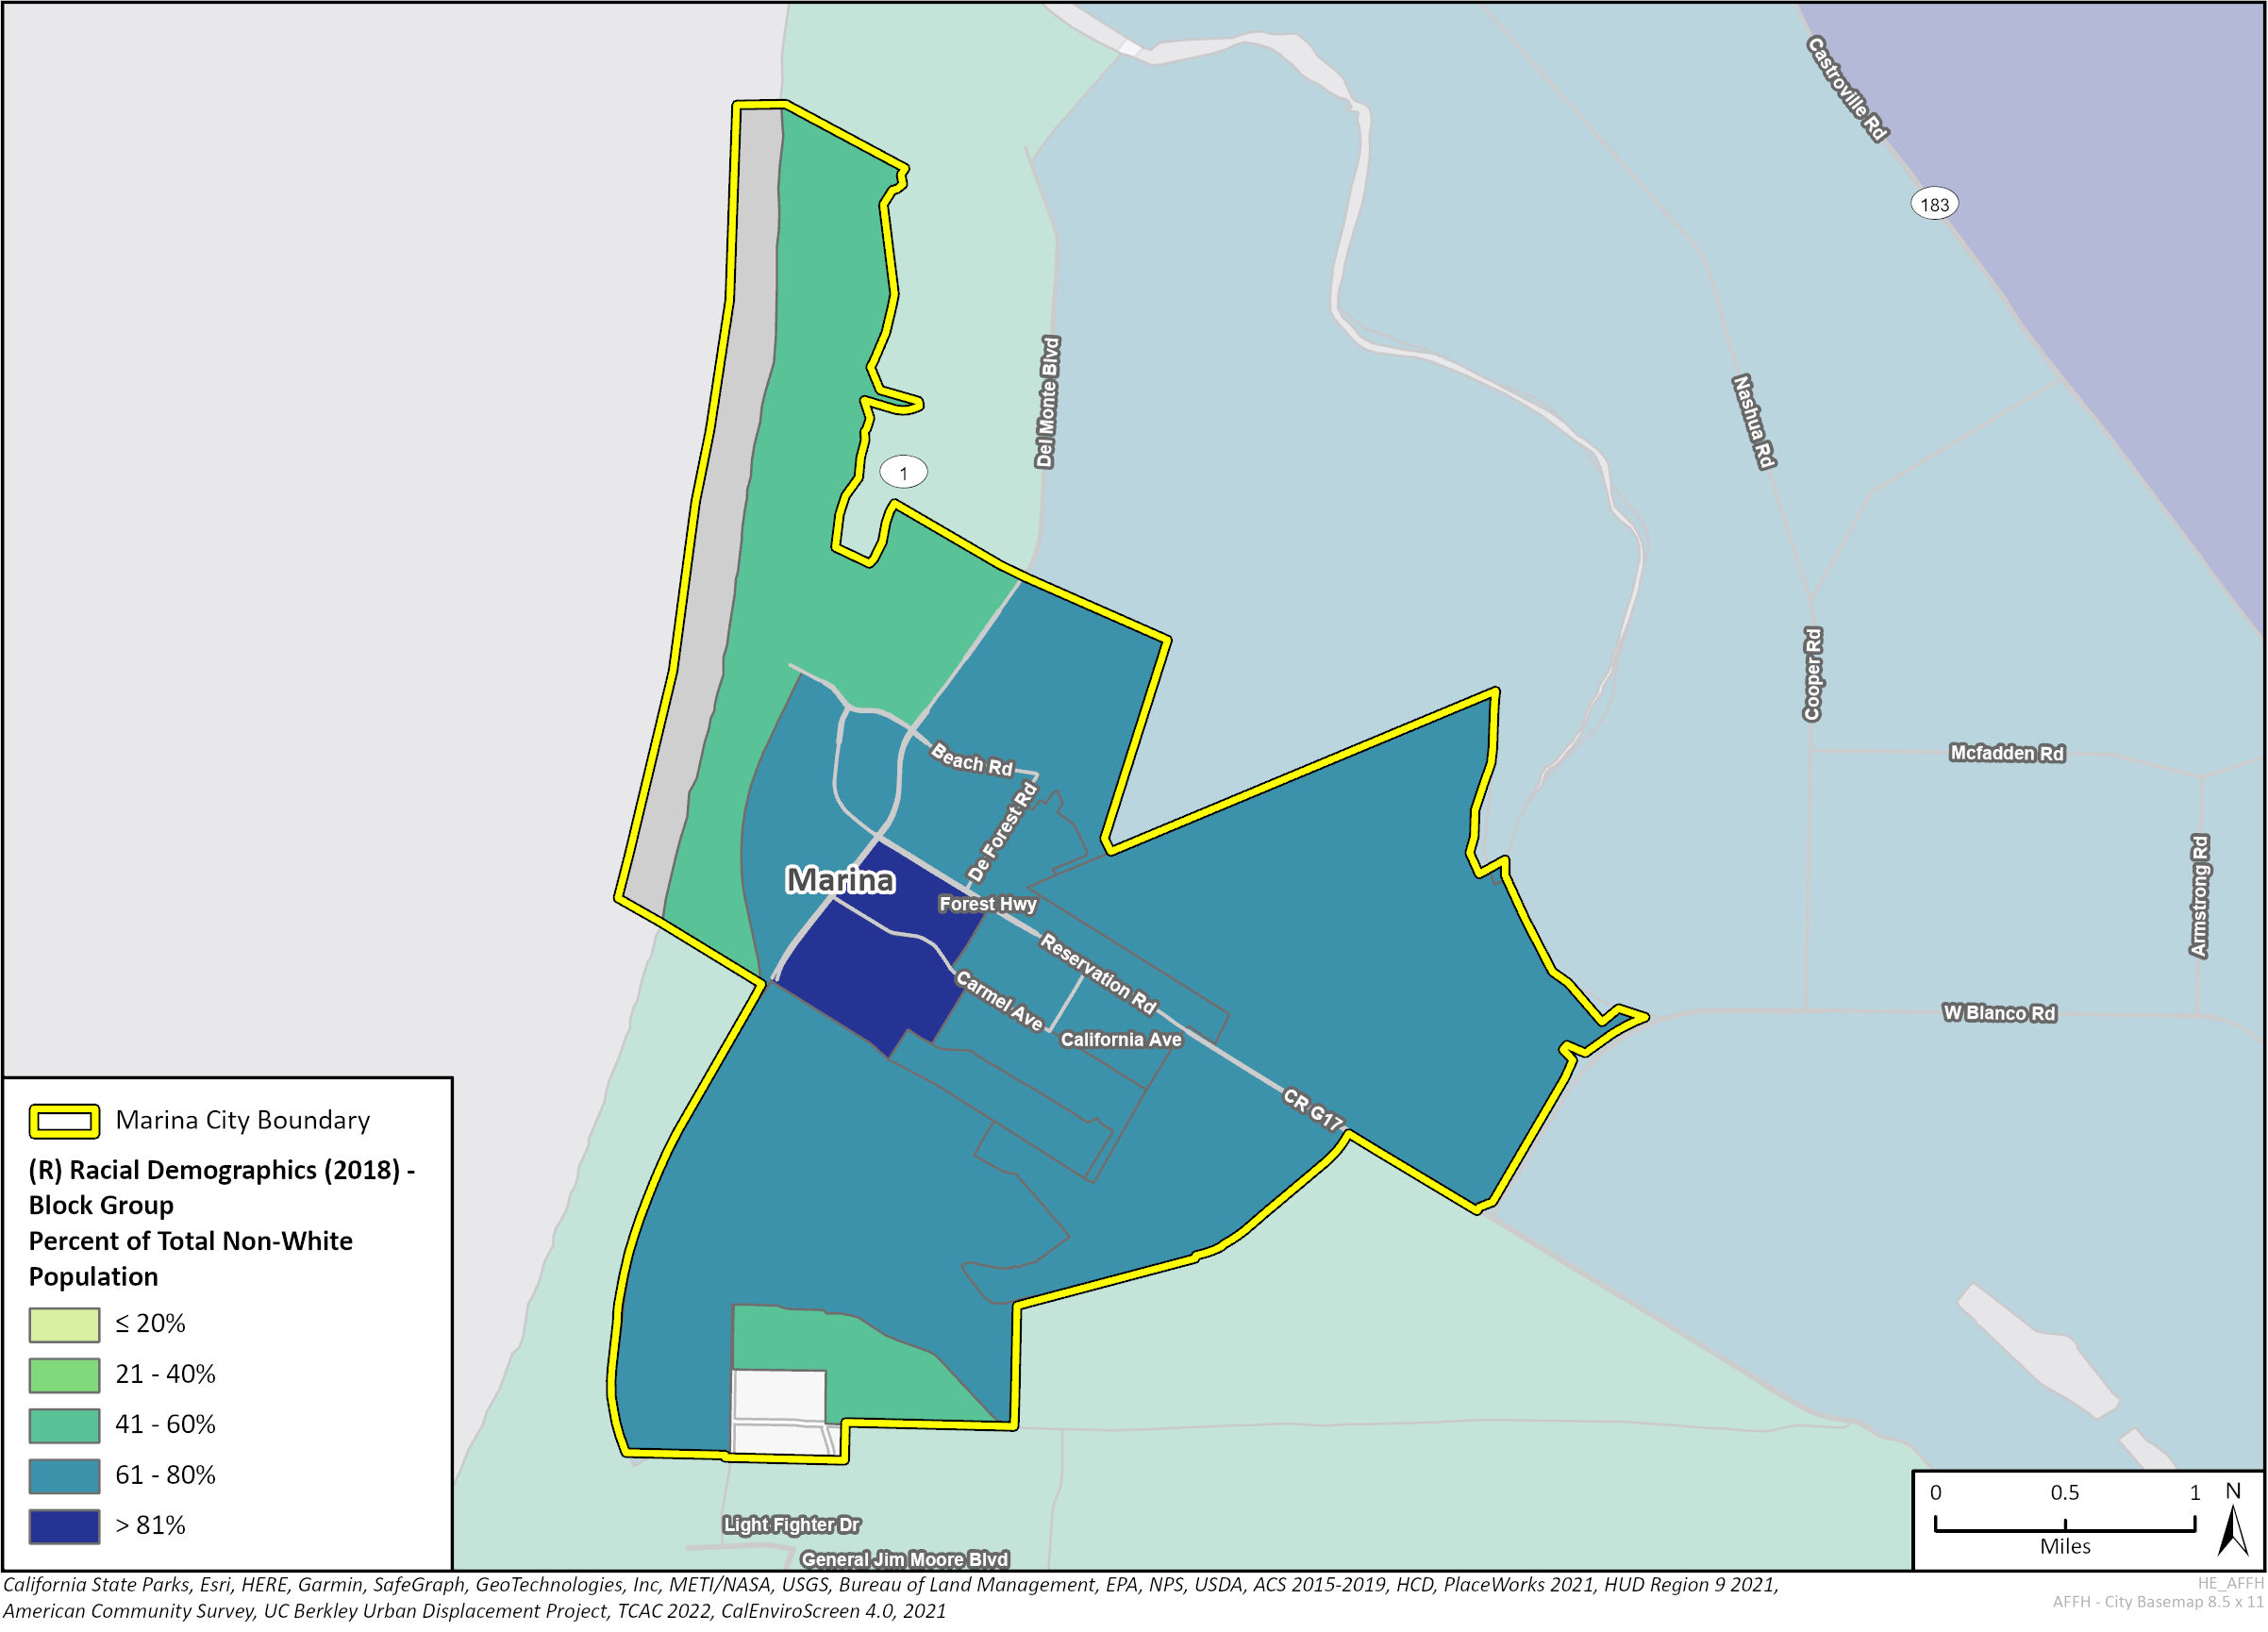 Castroville Rd
183
Del Monte Blvd
Nashua Rd
1
Cooper Rd
Beach Rd
Mcfadden Rd
De Forest Rd
Marina
Armstrong Rd
Forest Hwy
Reservation Rd
Carmel Ave
W Blanco Rd
California Ave
CR G17
Marina City Boundary
(R) Racial Demographics (2018) -
Block Group
Percent of Total Non-White
Population
≤ 20%
21 - 40%
41 - 60%
61 - 80%
> 81%
Light Fighter Dr
General Jim Moore Blvd
0 0.5 1 N
Miles
California State Parks, Esri, HERE, Garmin, SafeGraph, GeoTechnologies, Inc, METI/NASA, USGS, Bureau of Land Management, EPA, NPS, USDA, ACS 2015-2019, HCD, PlaceWorks 2021, HUD Region 9 2021,
American Community Survey, UC Berkley Urban Displacement Project, TCAC 2022, CalEnviroScreen 4.0, 2021
HE_AFFH
AFFH - City Basemap 8.5 x 11